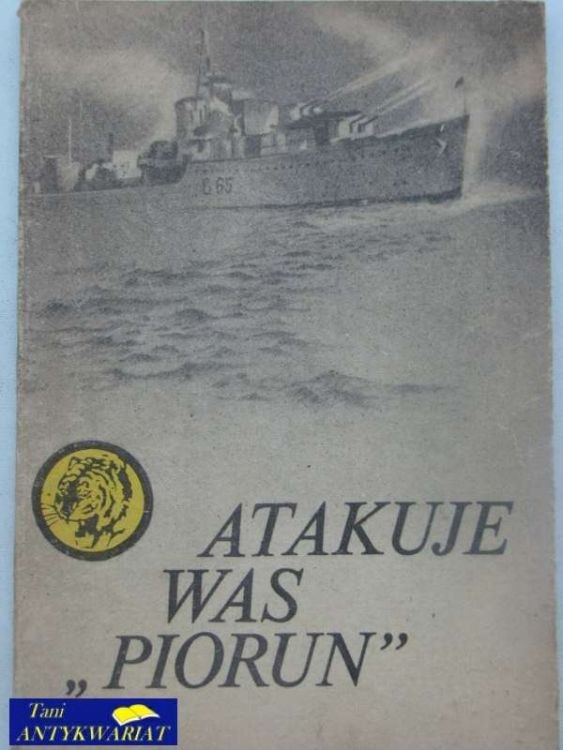 G 65
ATAKUJE
WAS
„PIORUN”
Tani
ANTYKWARIAT